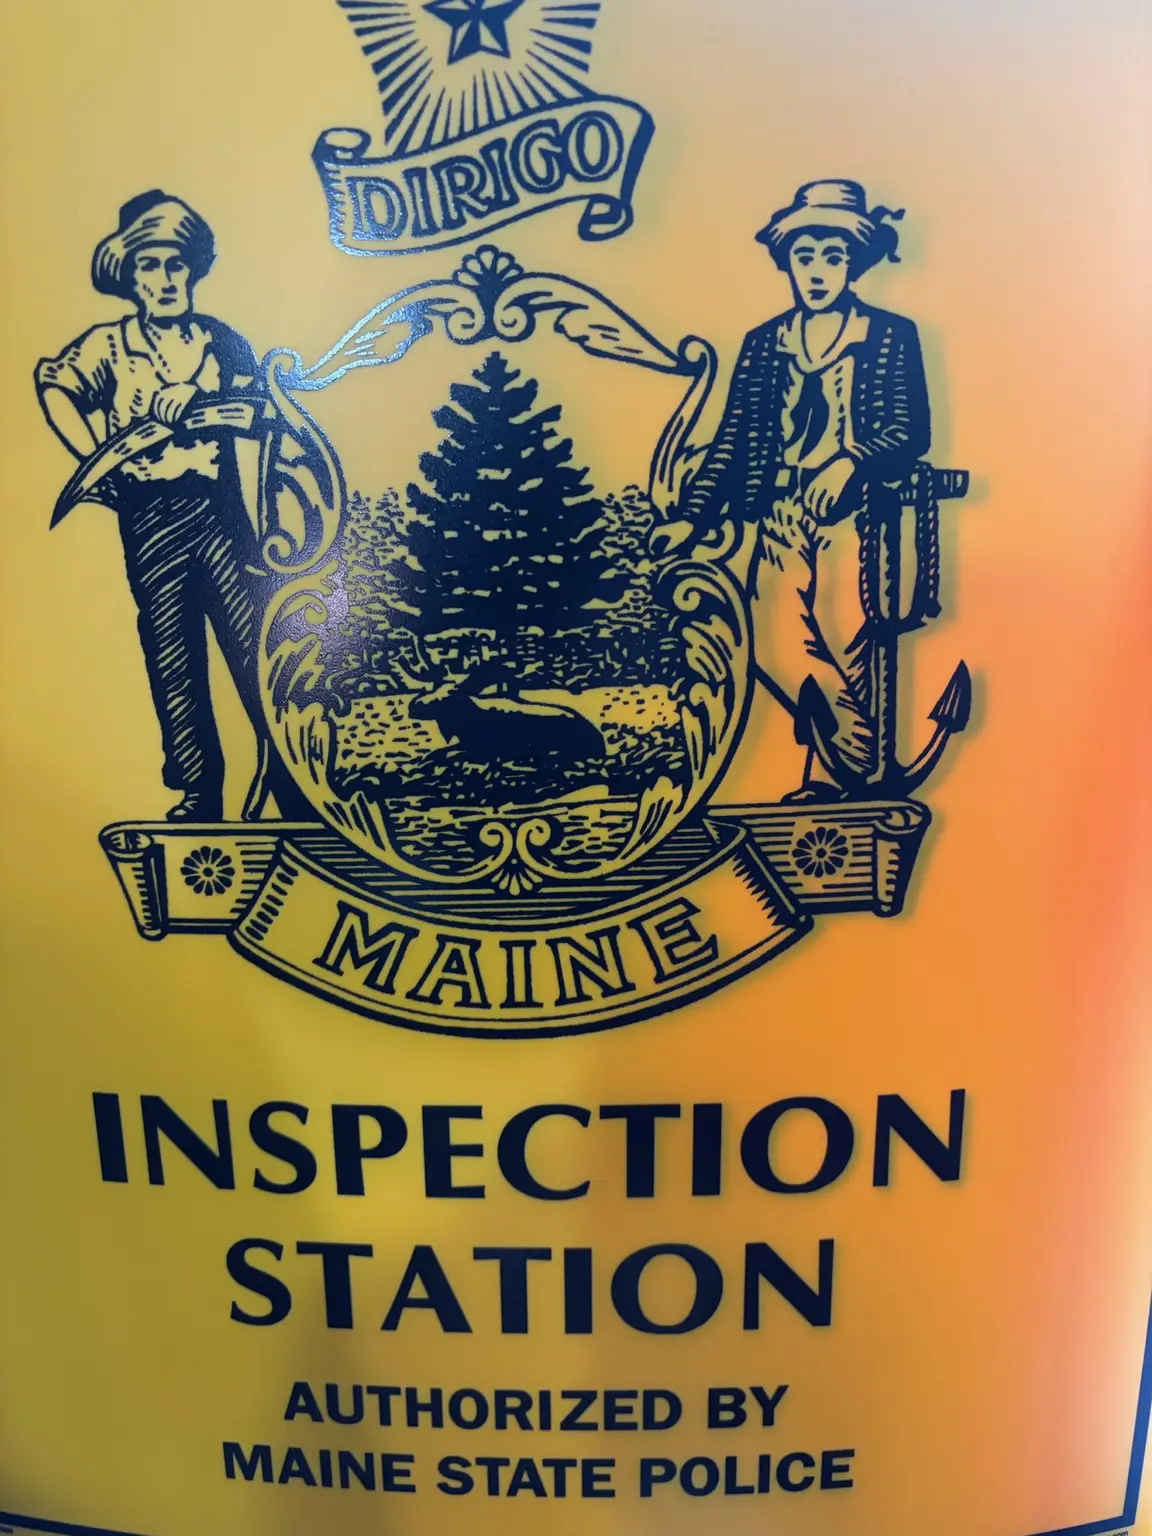 DIRIGO
MAINE
INSPECTION
STATION
AUTHORIZED BY
MAINE STATE POLICE